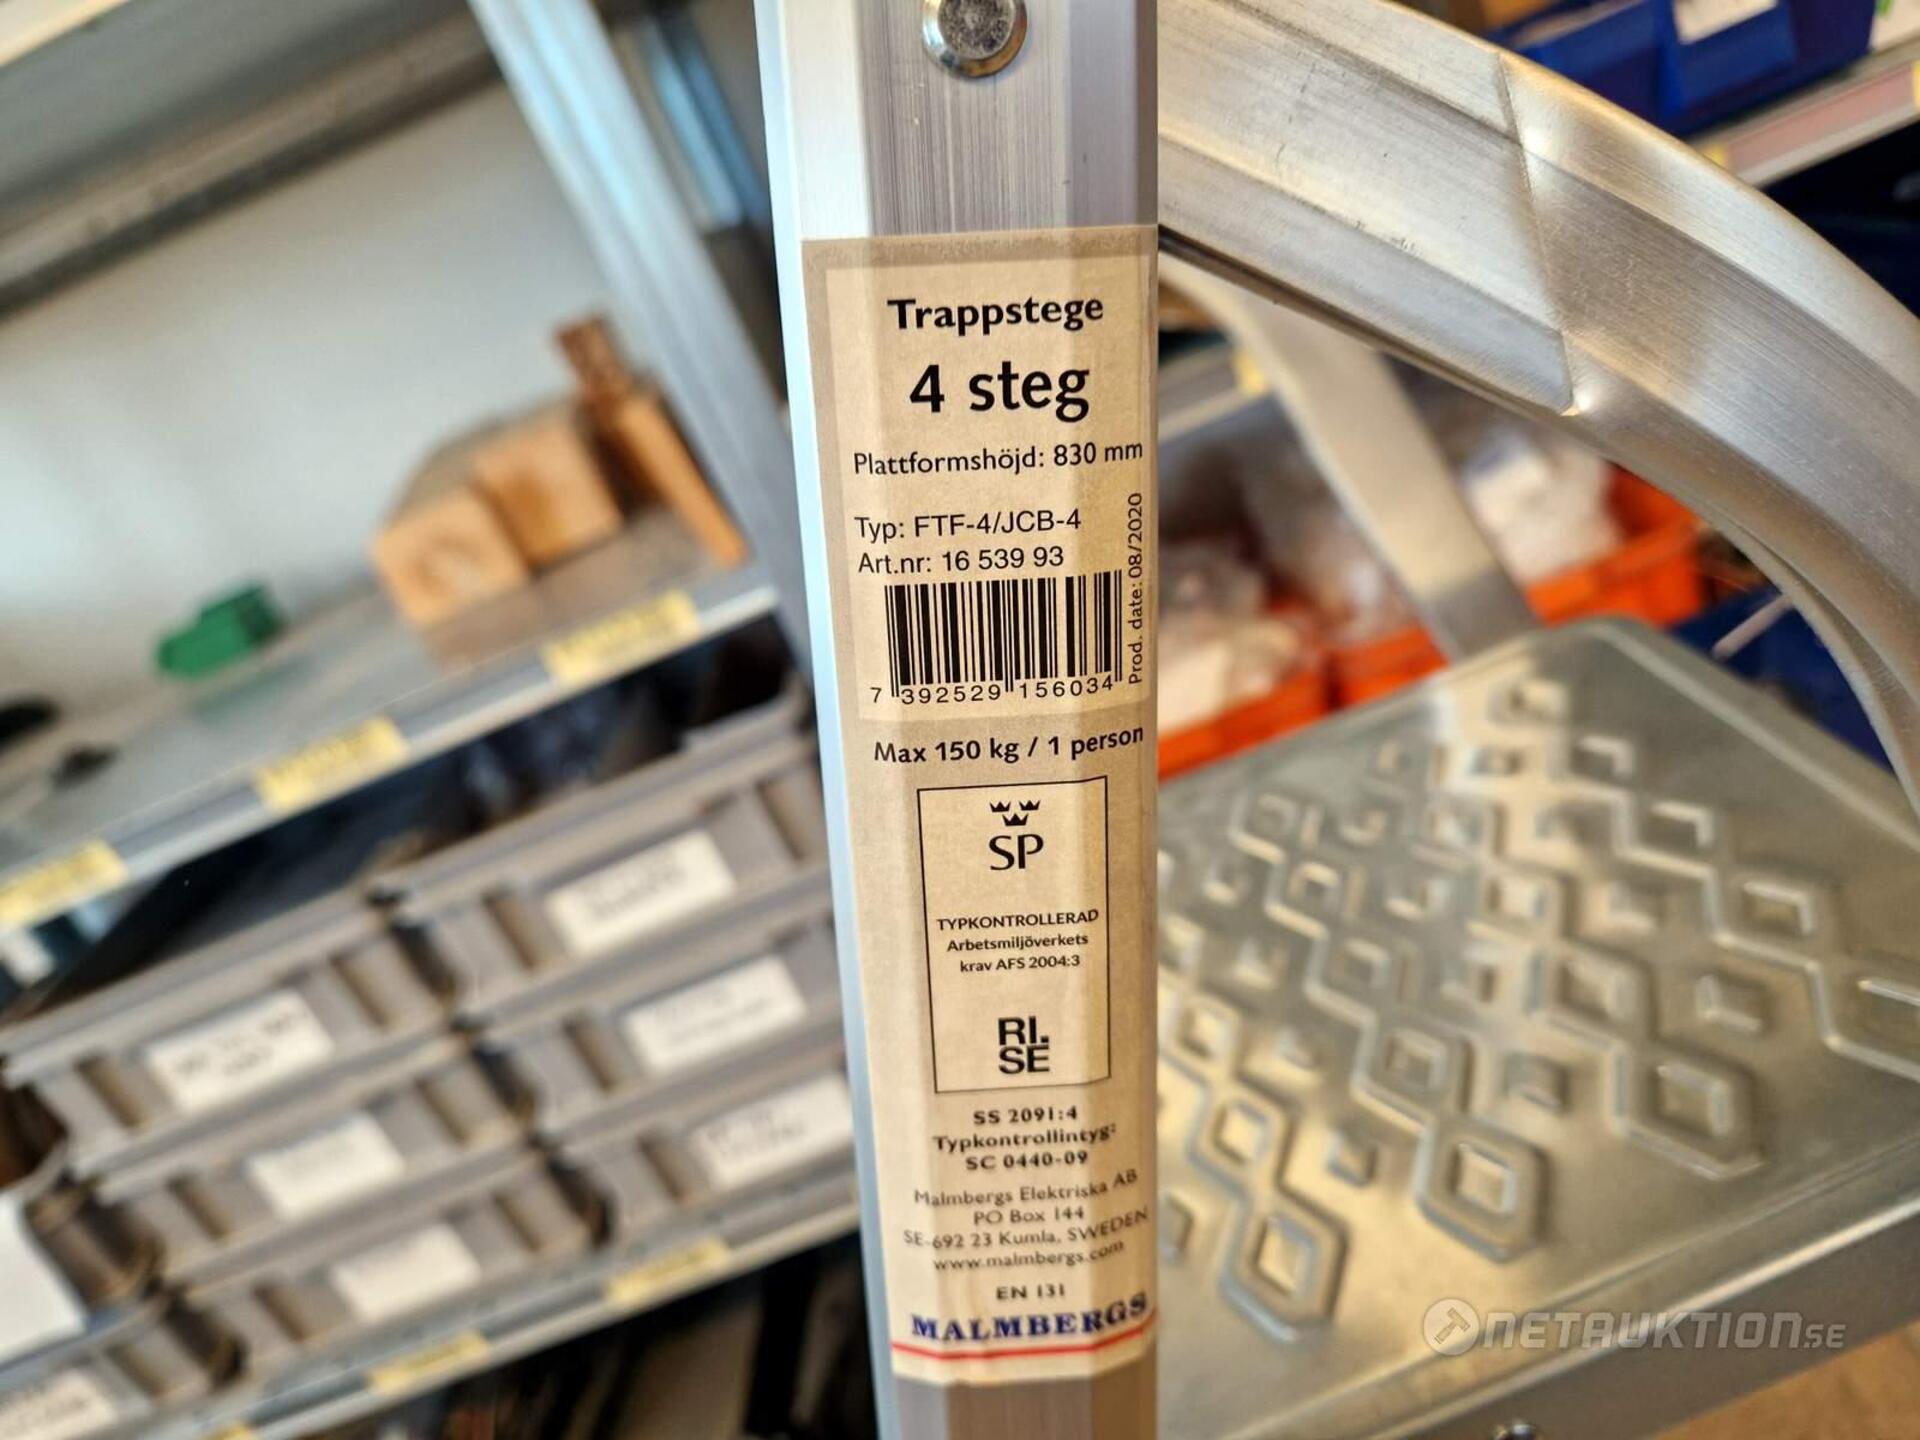 Trappstege
4 steg
Plattformshöjd: 830 mm
Typ: FTF-4/JCB-4
Art.nr: 16 539 93
Prod. date: 08/2020
7 392529 156034
Max 150 kg / 1 person
SP
TYPKONTROLLERAD
Arbetsmiljöverkets
krav AFS 2004:3
RI.
SE
SS 2091:4
Typkontrollintyg:
SC 0440-09
Malmbergs Elektriska AB
PO Box 144
SE-692 23 Kumla, SWEDEN
www.malmbergs.com
EN 131
MALMBERGS
NETAUKTION.SE